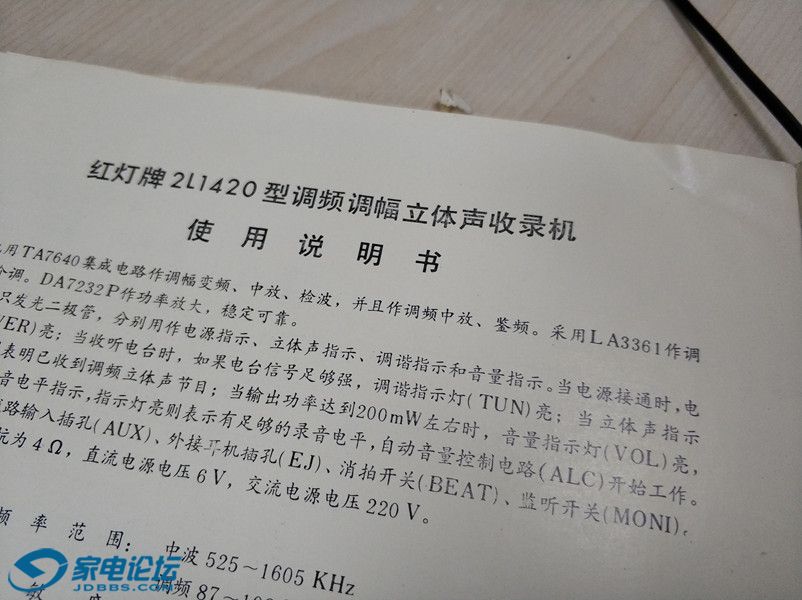 红灯牌2L1420型调频调幅立体声收录机
使用说明书
用TA7640集成电路作调幅变频、中放、检波,并且作调频中放、鉴频。采用LA3361作调
调。DA7232P作功率放大,稳定可靠。
只发光二极管,分别用作电源指示、立体声指示、调谐指示和音量指示。当电源接通时,电
VER)亮;当收听电台时,如果电台信号足够强,调谐指示灯(TUN)亮;当立体声指示
表明已收到调频立体声节目;当输出功率达到200mW左右时,音量指示灯(VOL)亮,
音电平指示,指示灯亮则表示有足够的录音电平,自动音量控制电路(ALC)开始工作。
路输入插孔(AUX)、外接耳机插孔(EJ)、消拍开关(BEAT)、监听开关(MONI)。
抗为4Ω,直流电源电压6V,交流电源电压220V。
频率范围:中波525~1605KHz
调频87~10
家电论坛
JDBBS.COM